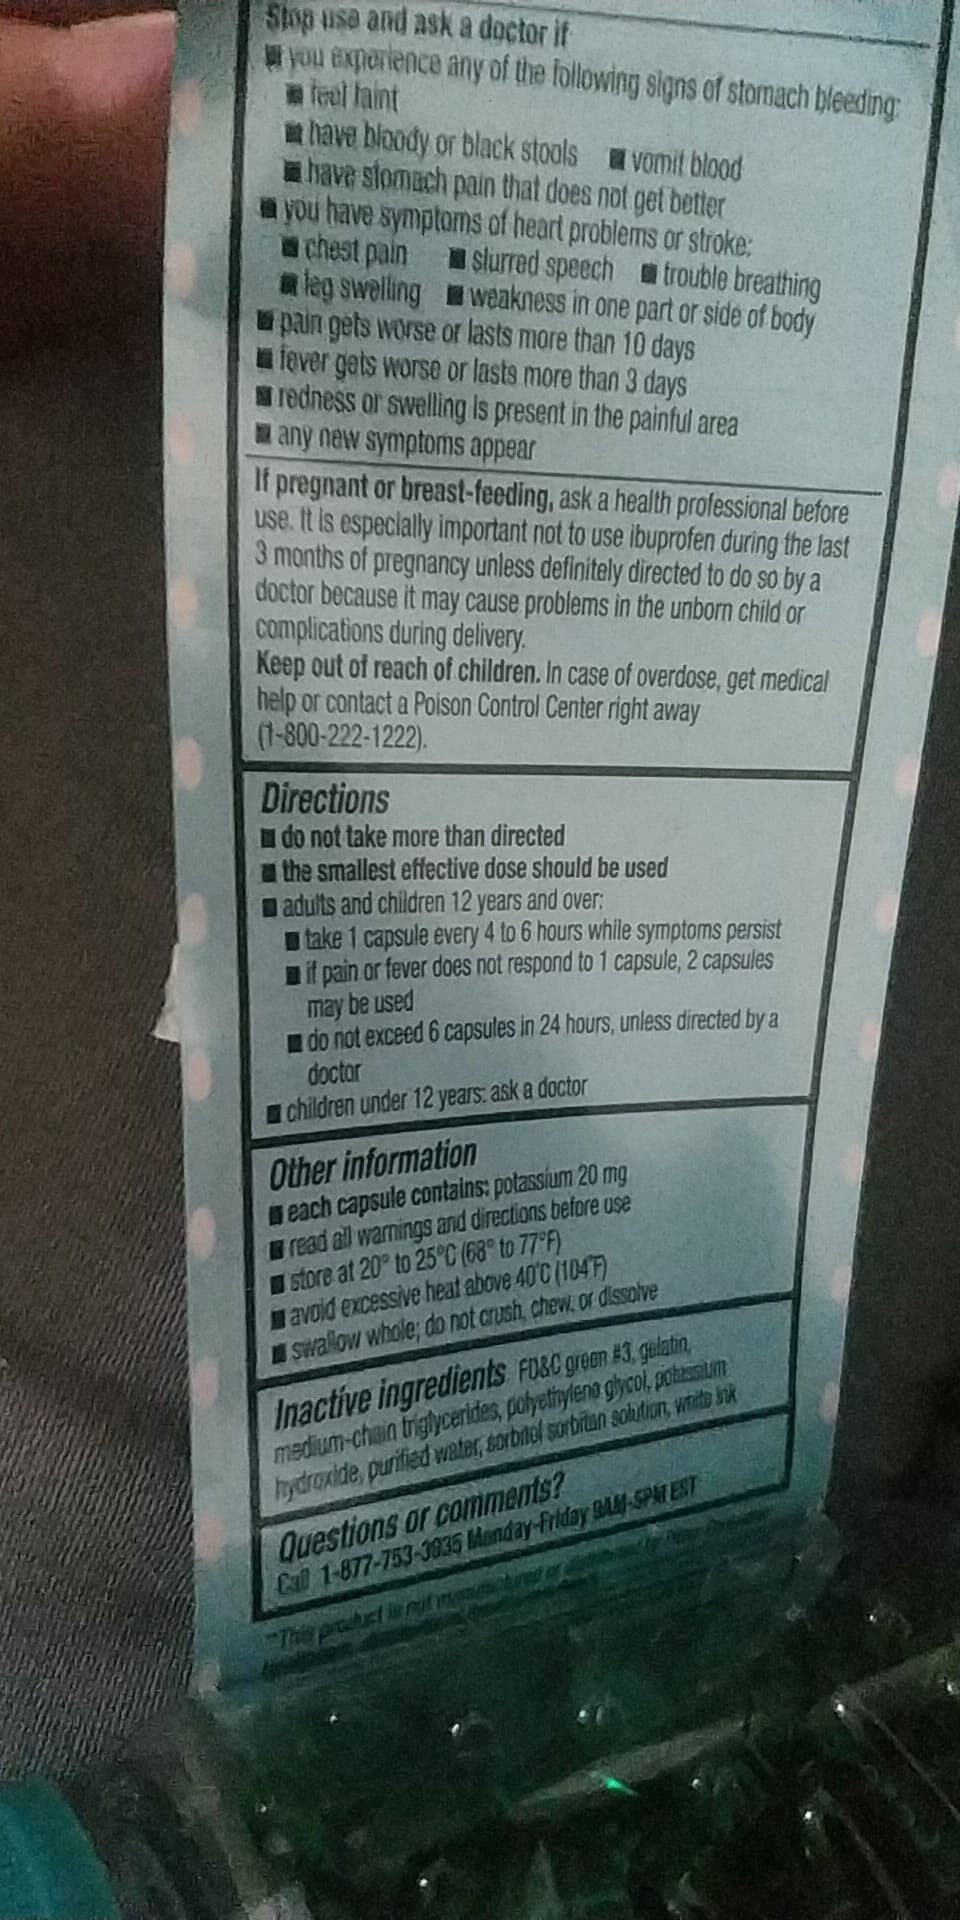 Stop use and ask a doctor if
■ you experience any of the following signs of stomach bleeding:
■ feel faint
■ have bloody or black stools ■ vomit blood
■ have stomach pain that does not get better
■ you have symptoms of heart problems or stroke:
■ chest pain ■ slurred speech ■ trouble breathing
■ leg swelling ■ weakness in one part or side of body
■ pain gets worse or lasts more than 10 days
■ fever gets worse or lasts more than 3 days
■ redness or swelling is present in the painful area
■ any new symptoms appear
If pregnant or breast-feeding, ask a health professional before
use. It is especially important not to use ibuprofen during the last
3 months of pregnancy unless definitely directed to do so by a
doctor because it may cause problems in the unborn child or
complications during delivery.
Keep out of reach of children. In case of overdose, get medical
help or contact a Poison Control Center right away
(1-800-222-1222).
Directions
■ do not take more than directed
■ the smallest effective dose should be used
■ adults and children 12 years and over:
■ take 1 capsule every 4 to 6 hours while symptoms persist
■ if pain or fever does not respond to 1 capsule, 2 capsules
may be used
■ do not exceed 6 capsules in 24 hours, unless directed by a
doctor
■ children under 12 years: ask a doctor
Other information
■ each capsule contains: potassium 20 mg
■ read all warnings and directions before use
■ store at 20° to 25°C (68° to 77°F)
■ avoid excessive heat above 40°C (104°F)
■ swallow whole; do not crush, chew, or dissolve
Inactive ingredients FD&C green #3, gelatin,
medium-chain triglycerides, polyethylene glycol, potassium
hydroxide, purified water, sorbitol sorbitan solution, white ink
Questions or comments?
Call 1-877-753-3935 Monday-Friday 9AM-5PM EST
**This product is not manufactured or distributed by